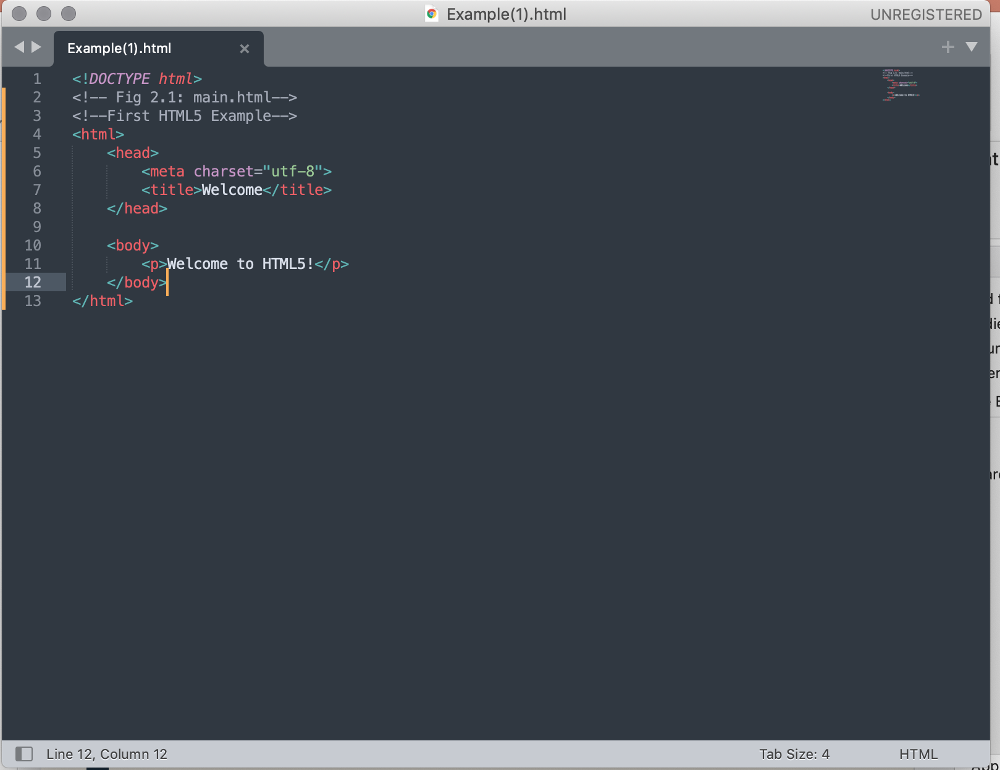 Example(1).html
UNREGISTERED
Example(1).html
1 <!DOCTYPE html>
2 <!-- Fig 2.1: main.html-->
3 <!--First HTML5 Example-->
4 <html>
5     <head>
6         <meta charset="utf-8">
7         <title>Welcome</title>
8     </head>
9
10     <body>
11         <p>Welcome to HTML5!</p>
12     </body>
13 </html>
Line 12, Column 12
Tab Size: 4
HTML